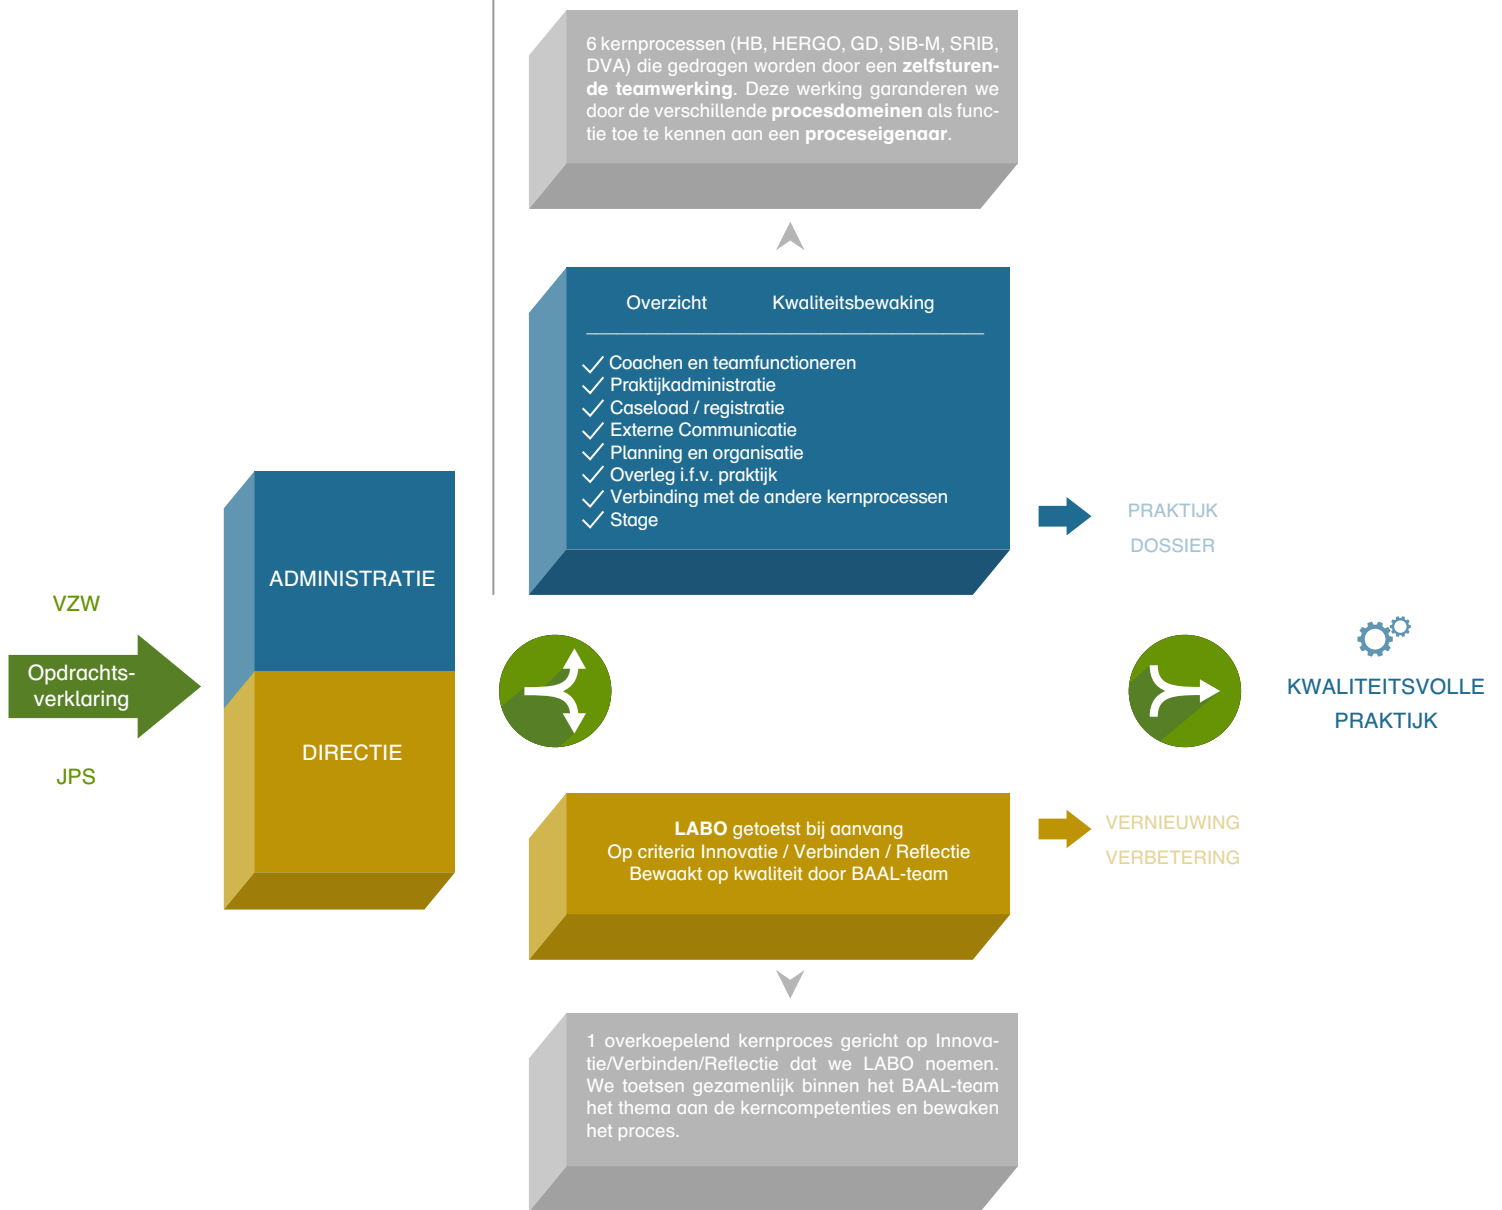 6 kernprocessen (HB, HERGO, GD, SIB-M, SRIB,
DVA) die gedragen worden door een zelfsturen-
de teamwerking. Deze werking garanderen we
door de verschillende procesdomeinen als func-
tie toe te kennen aan een proceseigenaar.
Overzicht Kwaliteitsbewaking
Coachen en teamfunctioneren
Praktijkadministratie
Caseload / registratie
Externe Communicatie
Planning en organisatie
Overleg i.f.v. praktijk
Verbinding met de andere kernprocessen
Stage
PRAKTIJK
DOSSIER
VZW
Opdrachts-
verklaring
JPS
ADMINISTRATIE
DIRECTIE
KWALITEITSVOLLE
PRAKTIJK
LABO getoetst bij aanvang
Op criteria Innovatie / Verbinden / Reflectie
Bewaakt op kwaliteit door BAAL-team
VERNIEUWING
VERBETERING
1 overkoepelend kernproces gericht op Innova-
tie/Verbinden/Reflectie dat we LABO noemen.
We toetsen gezamenlijk binnen het BAAL-team
het thema aan de kerncompetenties en bewaken
het proces.